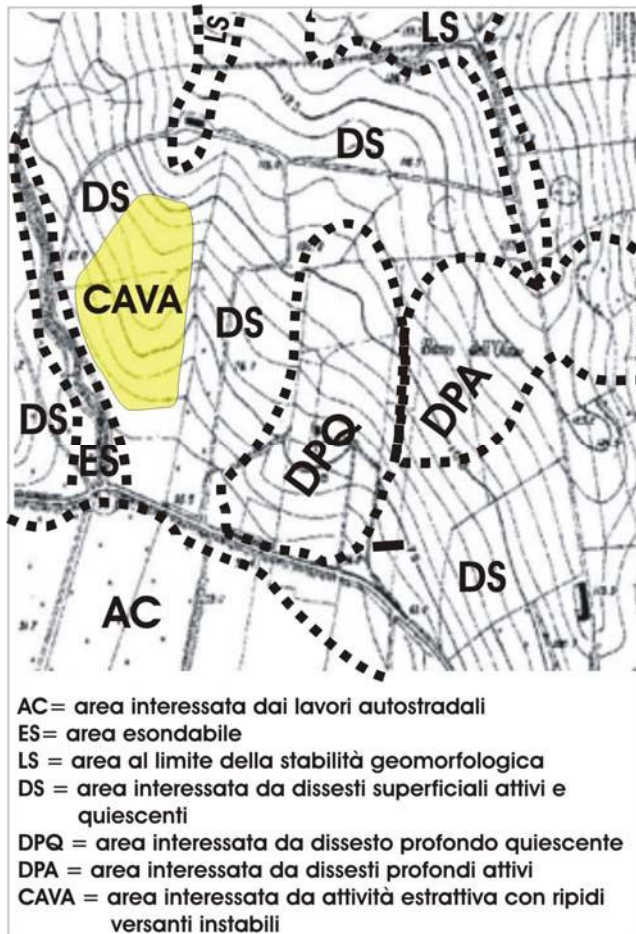 LS
LS
DS
DS
CAVA
DS
DPA
DPQ
DS
ES
DS
AC
AC= area interessata dai lavori autostradali
ES= area esondabile
LS = area al limite della stabilità geomorfologica
DS = area interessata da dissesti superficiali attivi e
quiescenti
DPQ = area interessata da dissesto profondo quiescente
DPA = area interessata da dissesti profondi attivi
CAVA = area interessata da attività estrattiva con ripidi
versanti instabili